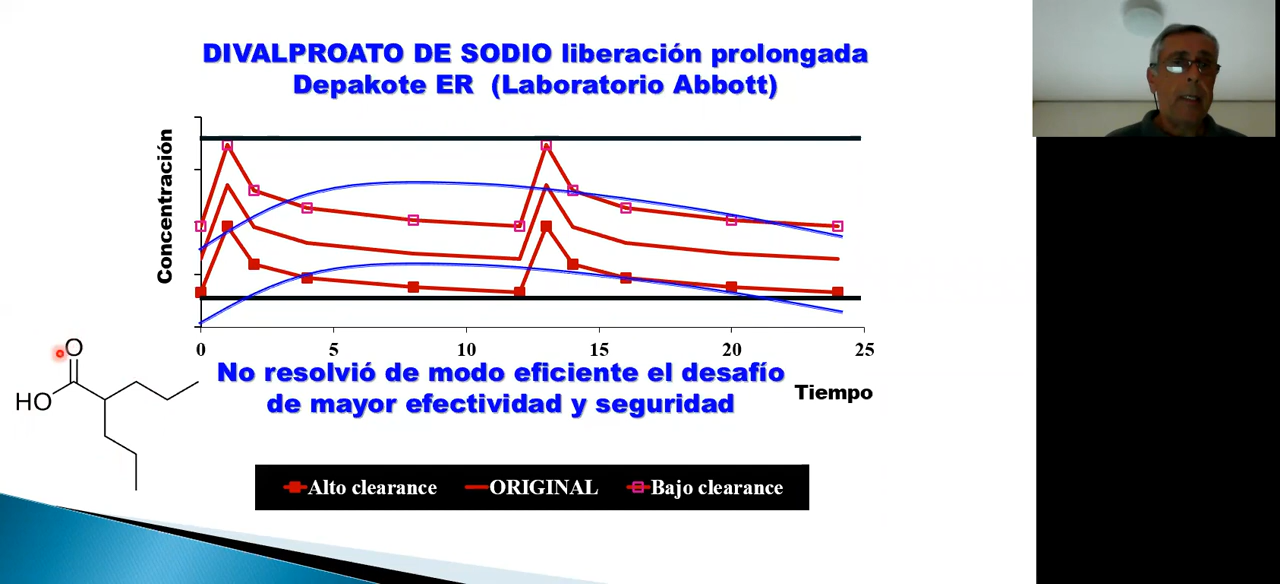 DIVALPROATO DE SODIO liberación prolongada
Depakote ER (Laboratorio Abbott)
Concentración
0 5 10 15 20 25
Tiempo
No resolvió de modo eficiente el desafío
de mayor efectividad y seguridad
O
HO
Alto clearance ORIGINAL Bajo clearance